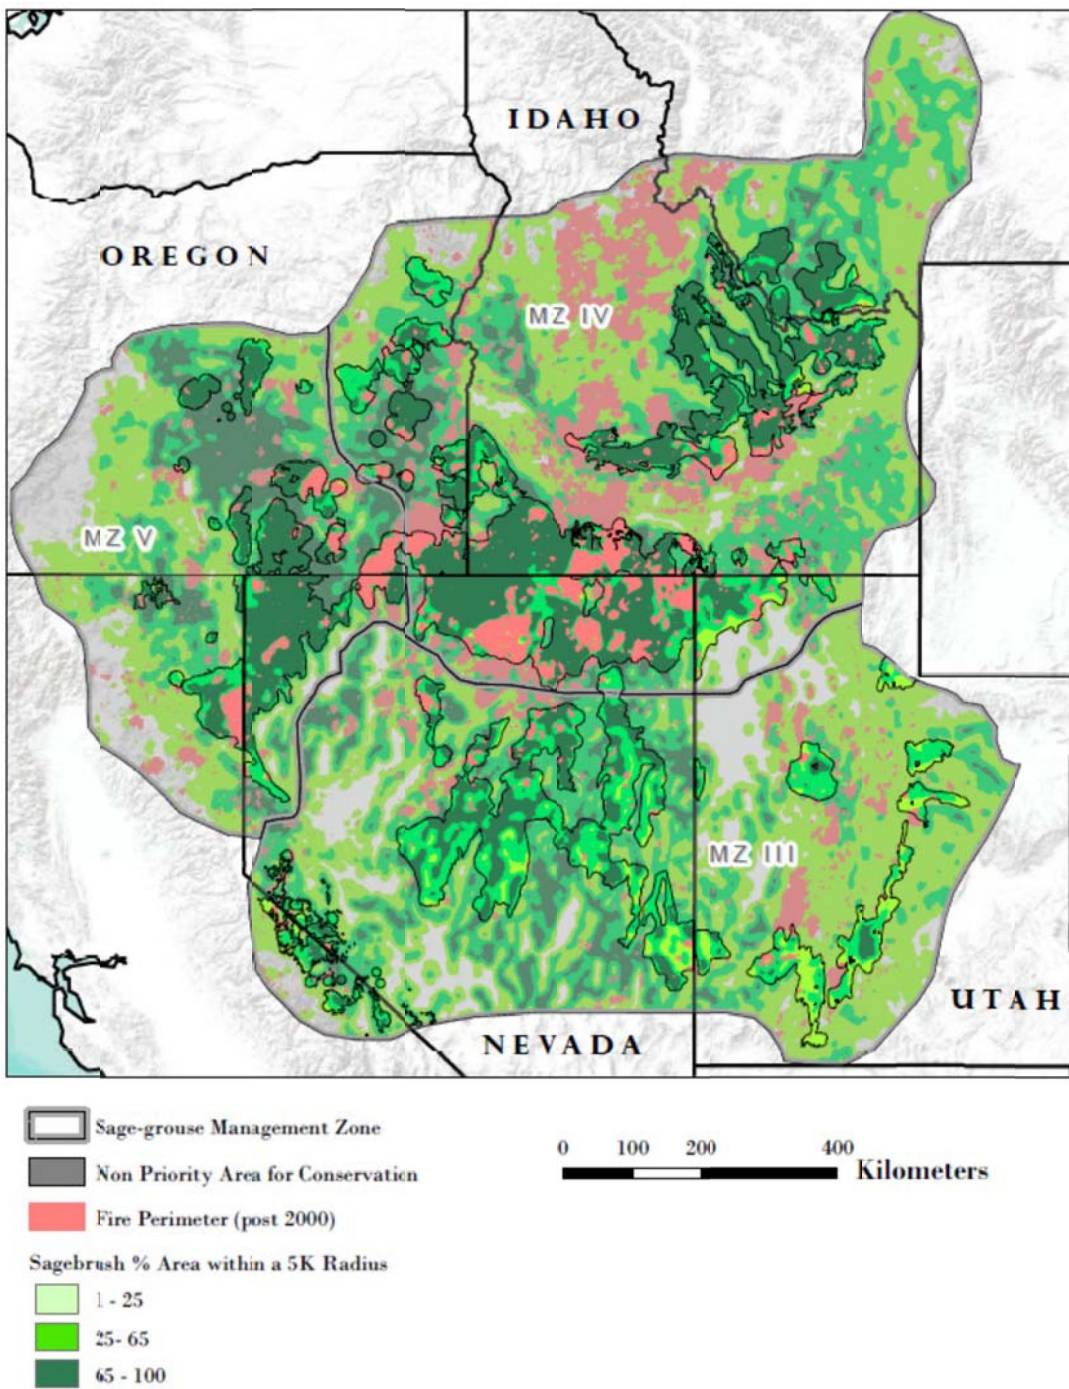 IDAHO
OREGON
MZ IV
MZ V
MZ III
UTAH
NEVADA
Sage-grouse Management Zone
Non Priority Area for Conservation
Fire Perimeter (post 2000)
Sagebrush % Area within a 5K Radius
1 - 25
25- 65
65 - 100
0 100 200 400
Kilometers